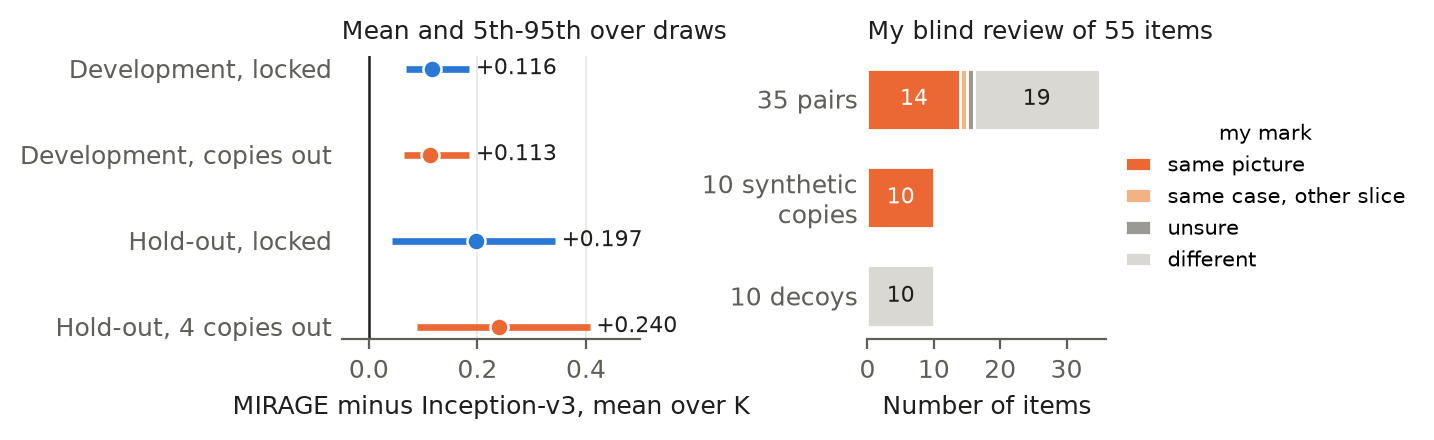 Mean and 5th-95th over draws
Development, locked
+0.116
Development, copies out
+0.113
Hold-out, locked
+0.197
Hold-out, 4 copies out
+0.240
0.0 0.2 0.4
MIRAGE minus Inception-v3, mean over K
My blind review of 55 items
35 pairs
14 19
10 synthetic
copies
10
10 decoys
10
0 10 20 30
Number of items
my mark
same picture
same case, other slice
unsure
different